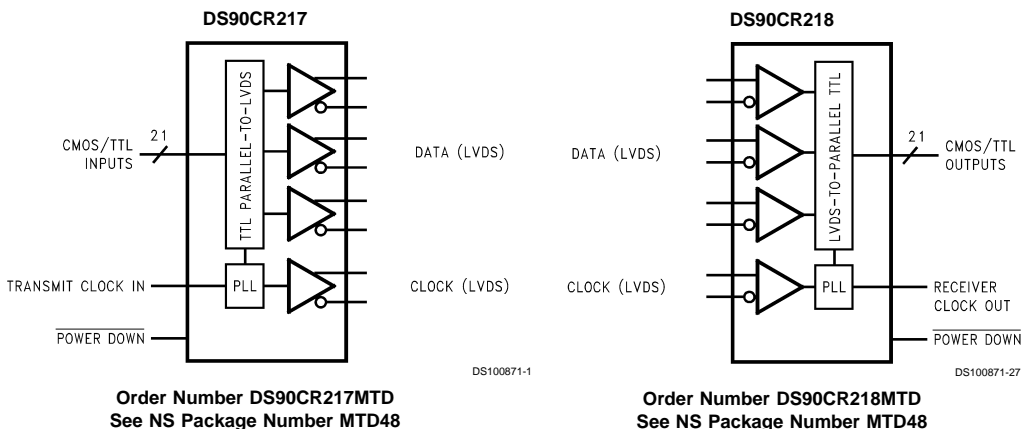 DS90CR217
TTL PARALLEL-TO-LVDS
CMOS/TTL
INPUTS
21
DATA (LVDS)
TRANSMIT CLOCK IN
PLL
CLOCK (LVDS)
POWER DOWN
DS100871-1
Order Number DS90CR217MTD
See NS Package Number MTD48
DS90CR218
DATA (LVDS)
LVDS-TO-PARALLEL TTL
21
CMOS/TTL
OUTPUTS
CLOCK (LVDS)
PLL
RECEIVER
CLOCK OUT
POWER DOWN
DS100871-27
Order Number DS90CR218MTD
See NS Package Number MTD48